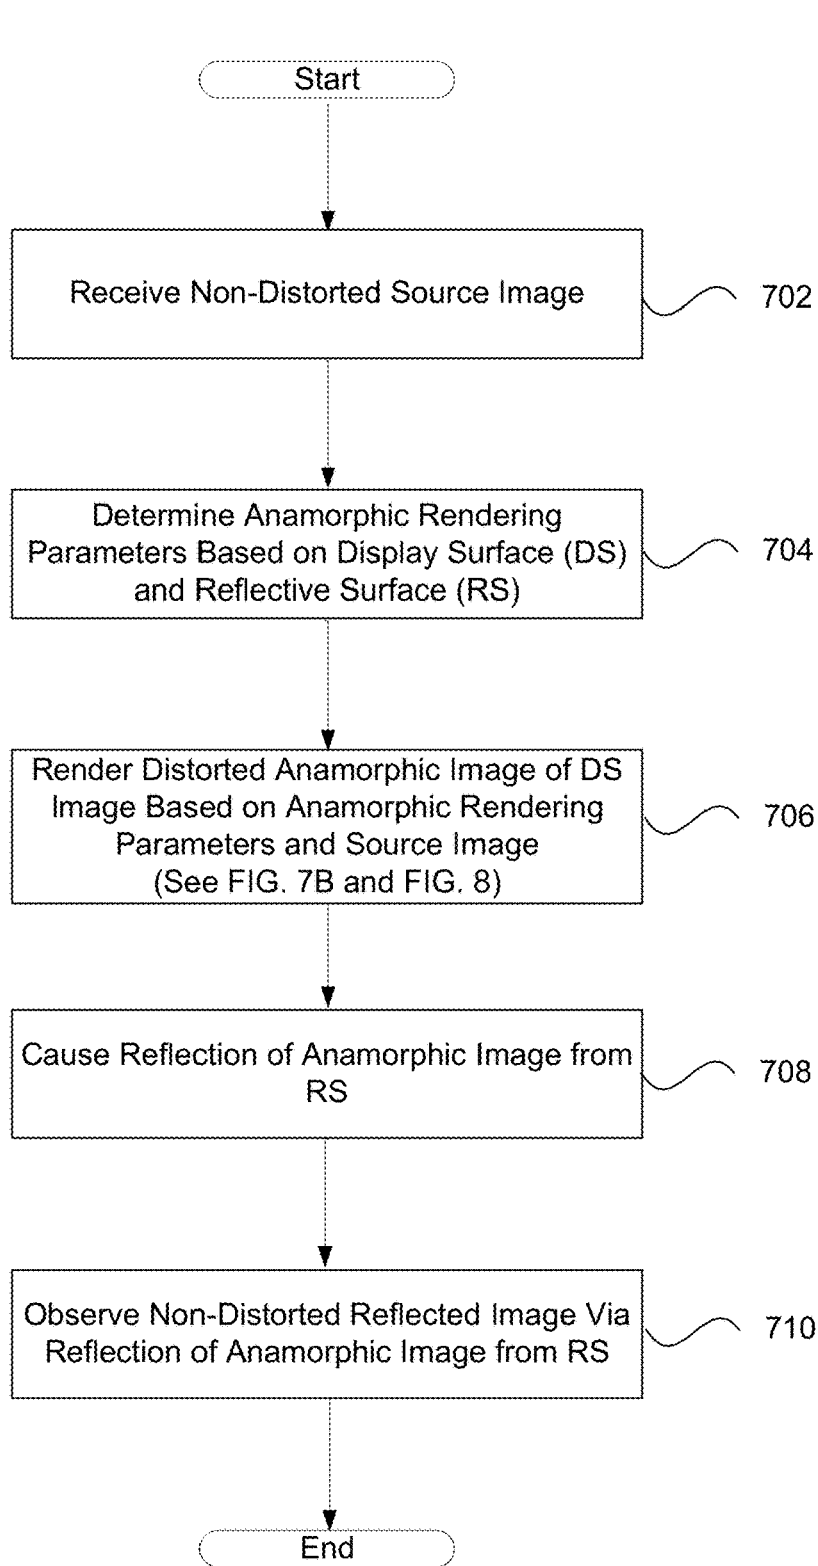 Start
Receive Non-Distorted Source Image
702
Determine Anamorphic Rendering
Parameters Based on Display Surface (DS)
and Reflective Surface (RS)
704
Render Distorted Anamorphic Image of DS
Image Based on Anamorphic Rendering
Parameters and Source Image
(See FIG. 7B and FIG. 8)
706
Cause Reflection of Anamorphic Image from
RS
708
Observe Non-Distorted Reflected Image Via
Reflection of Anamorphic Image from RS
710
End